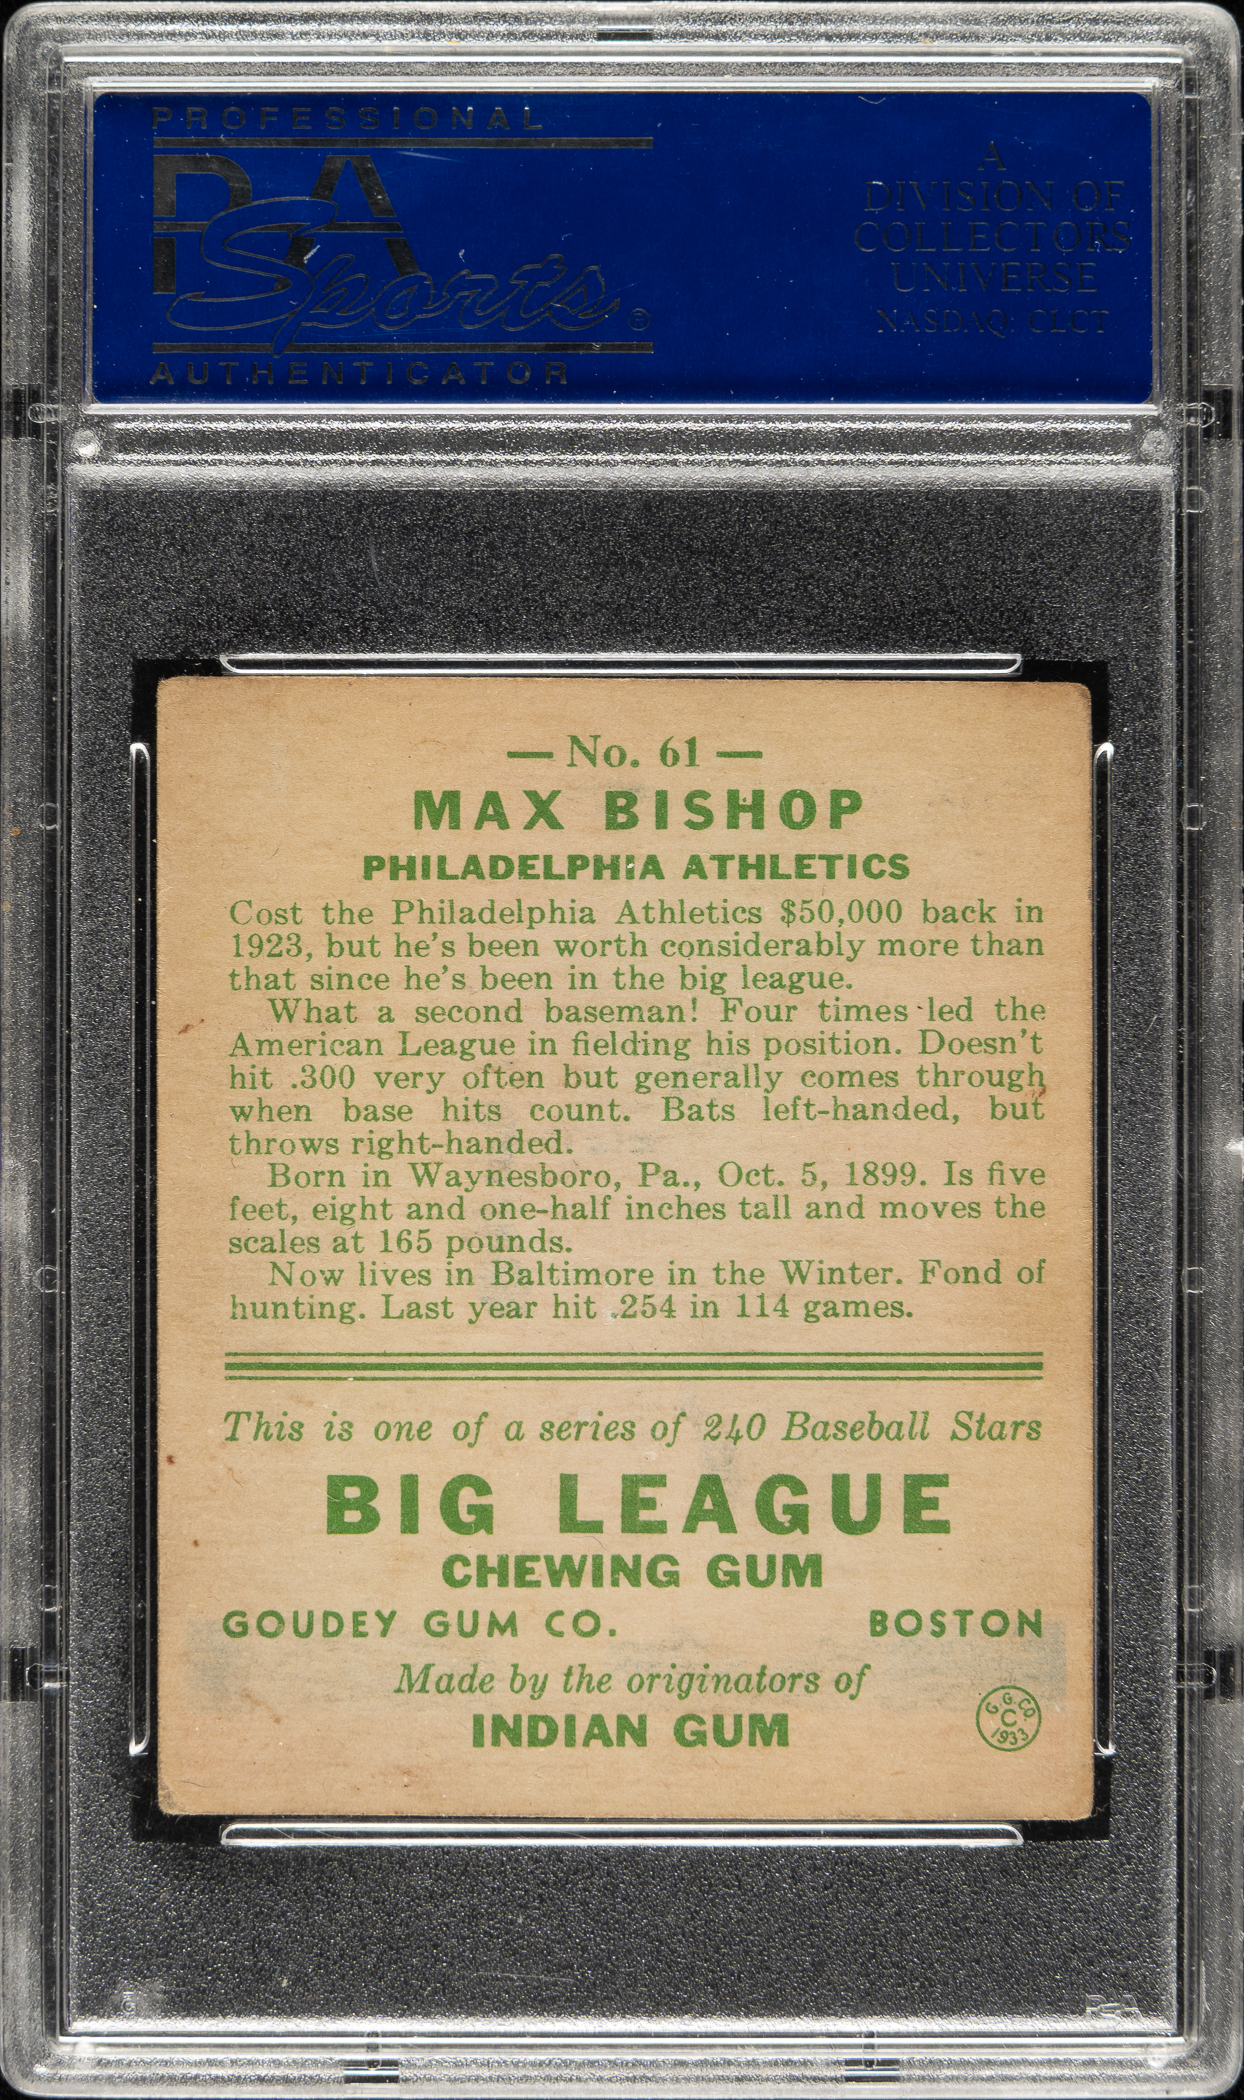 PROFESSIONAL
PSA
Sports ®
AUTHENTICATOR
A
DIVISION OF
COLLECTORS
UNIVERSE
NASDAQ: CLCT
— No. 61 —
MAX BISHOP
PHILADELPHIA ATHLETICS
Cost the Philadelphia Athletics $50,000 back in
1923, but he's been worth considerably more than
that since he's been in the big league.
What a second baseman! Four times led the
American League in fielding his position. Doesn't
hit .300 very often but generally comes through
when base hits count. Bats left-handed, but
throws right-handed.
Born in Waynesboro, Pa., Oct. 5, 1899. Is five
feet, eight and one-half inches tall and moves the
scales at 165 pounds.
Now lives in Baltimore in the Winter. Fond of
hunting. Last year hit .254 in 114 games.
This is one of a series of 240 Baseball Stars
BIG LEAGUE
CHEWING GUM
GOUDEY GUM CO. BOSTON
Made by the originators of
INDIAN GUM
G. G. CO.
C
1933
PSA